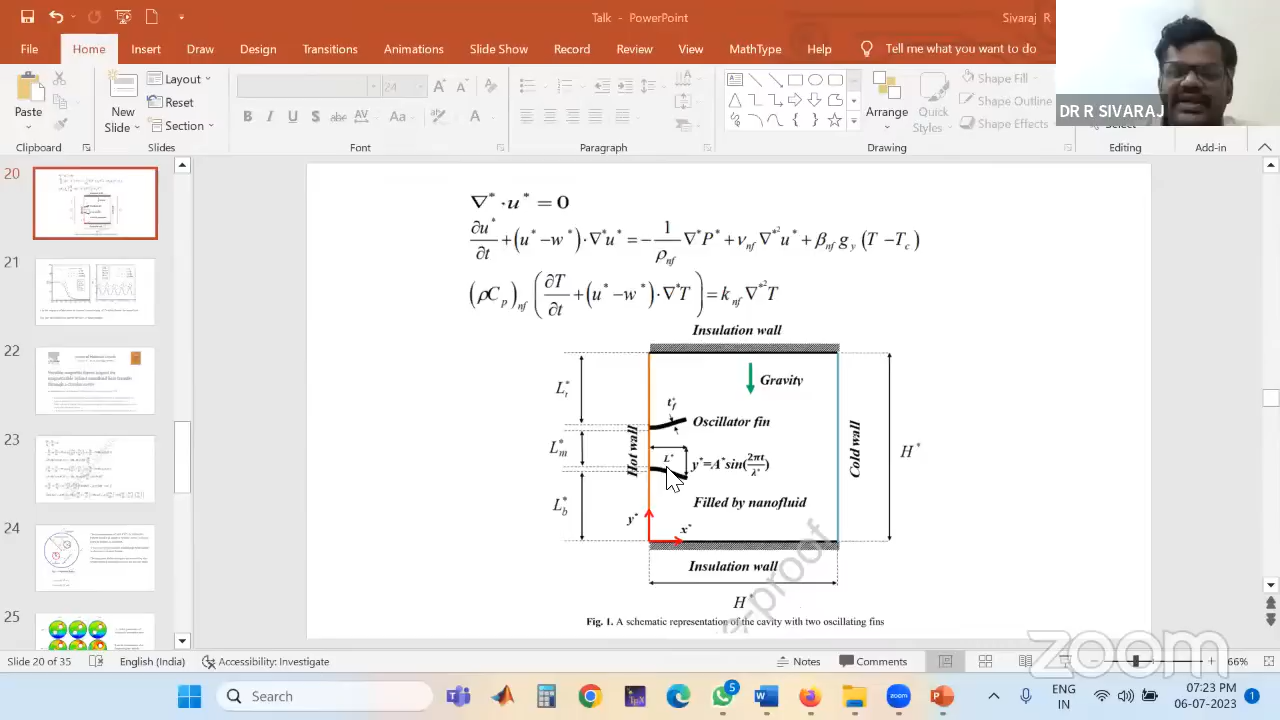 Talk - PowerPoint
Sivaraj R
File Home Insert Draw Design Transitions Animations Slide Show Record Review View MathType Help Tell me what you want to do
Paste
New Slide
Layout
Reset
Section
Arrange
Quick Styles
Shape Fill
Shape Outline
Shape Effects
Clipboard Slides Font Paragraph Drawing Editing Add-in
DR R SIVARAJ
20
21
23
24
25
∇*·u* = 0
∂u*/∂t + (u* − w*)·∇*u* = −1/ρnf ∇*P* + νnf ∇*²u* + βnf gy (T − Tc)
(ρCp)nf (∂T/∂t + (u* − w*)·∇*T) = knf ∇*²T
Insulation wall
Gravity
L*t
t*f
Oscillator fin
L*m
Hot wall
L*
y*=A*sin(2πt/λ*)
Cold wall
H*
L*b
Filled by nanofluid
y*
x*
Insulation wall
H*
proof
Fig. 1. A schematic representation of the cavity with two oscillating fins
zoom
Slide 20 of 35 English (India) Accessibility: Investigate Notes Comments 66%
Search
5
zoom
ENG
IN
07:23 PM
06-07-2023
1